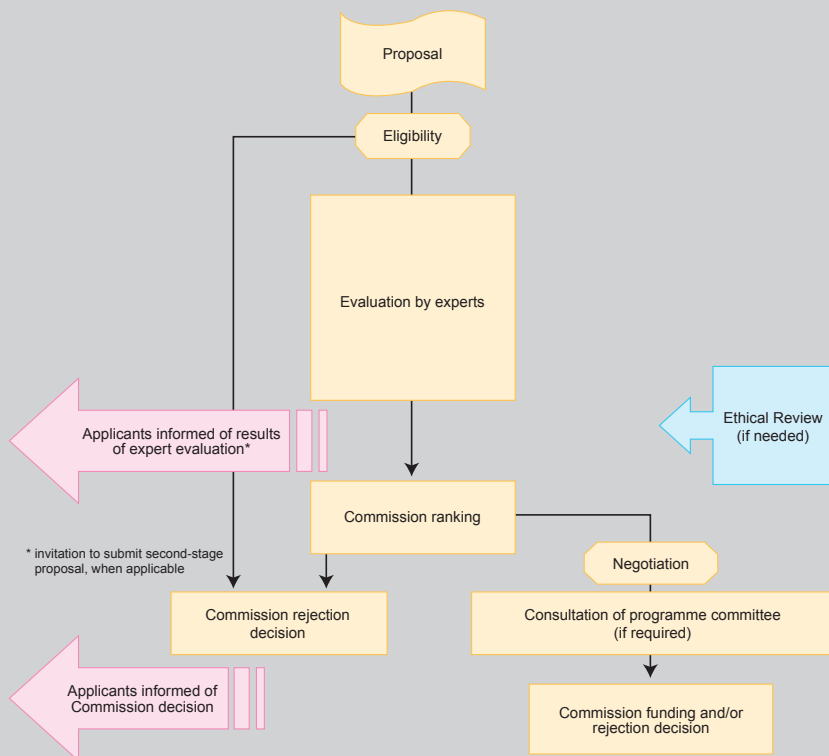 Proposal
Eligibility
Evaluation by experts
Applicants informed of results
of expert evaluation*
Ethical Review
(if needed)
Commission ranking
* invitation to submit second-stage
proposal, when applicable
Negotiation
Commission rejection
decision
Consultation of programme committee
(if required)
Applicants informed of
Commission decision
Commission funding and/or
rejection decision